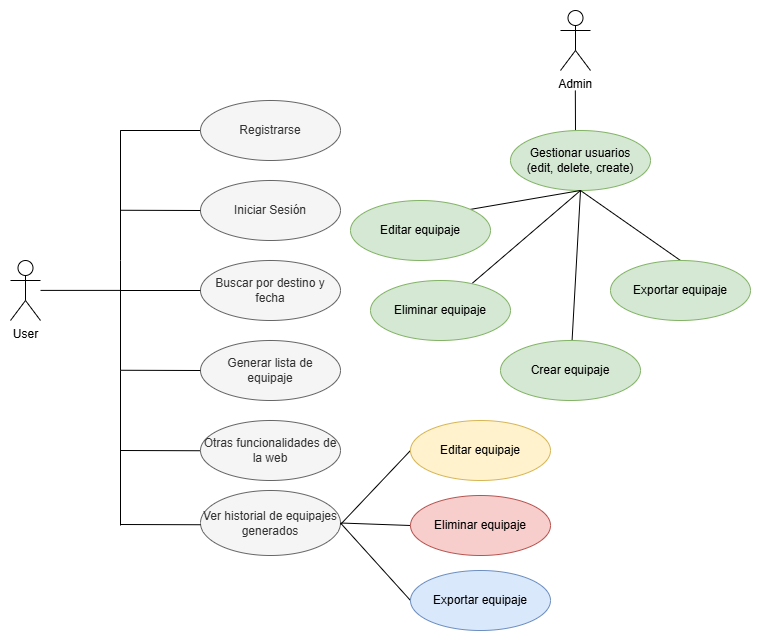 Admin
Registrarse
Gestionar usuarios
(edit, delete, create)
Iniciar Sesión
Editar equipaje
Buscar por destino y
fecha
Exportar equipaje
Eliminar equipaje
User
Generar lista de
equipaje
Crear equipaje
Otras funcionalidades de
la web
Editar equipaje
Ver historial de equipajes
generados
Eliminar equipaje
Exportar equipaje